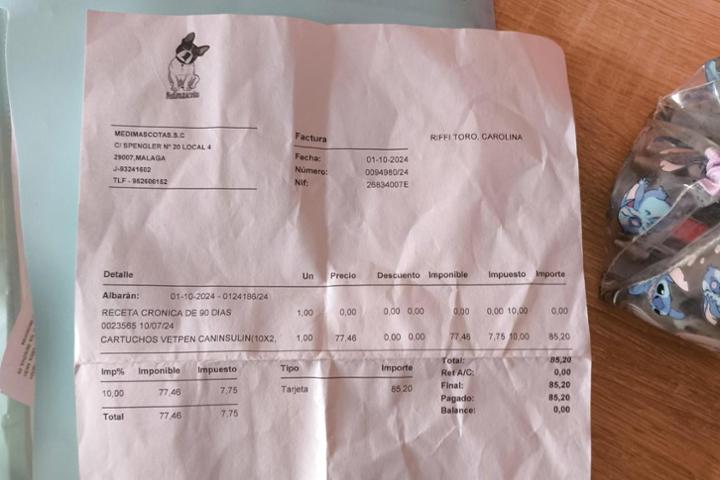 Medimascotas
MEDIMASCOTAS.S.C
C/ SPENGLER Nº 20 LOCAL 4
29007,MALAGA
J-93241602
TLF - 952606152
Factura
Fecha: 01-10-2024
Número: 0094980/24
Nif: 26834007E
RIFFI TORO, CAROLINA
Detalle Un Precio Descuento Imponible Impuesto Importe
Albarán: 01-10-2024 - 0124186/24
RECETA CRONICA DE 90 DIAS 1,00 0,00 0,00 0,00 0,00 0,00 10,00 0,00
0023565 10/07/24
CARTUCHOS VETPEN CANINSULIN(10X2, 1,00 77,46 0,00 0,00 77,46 7,75 10,00 85,20
Imp% Imponible Impuesto
10,00 77,46 7,75
Total 77,46 7,75
Tipo Importe
Tarjeta 85,20
Total: 85,20
Ret A/C: 0,00
Final: 85,20
Pagado: 85,20
Balance: 0,00